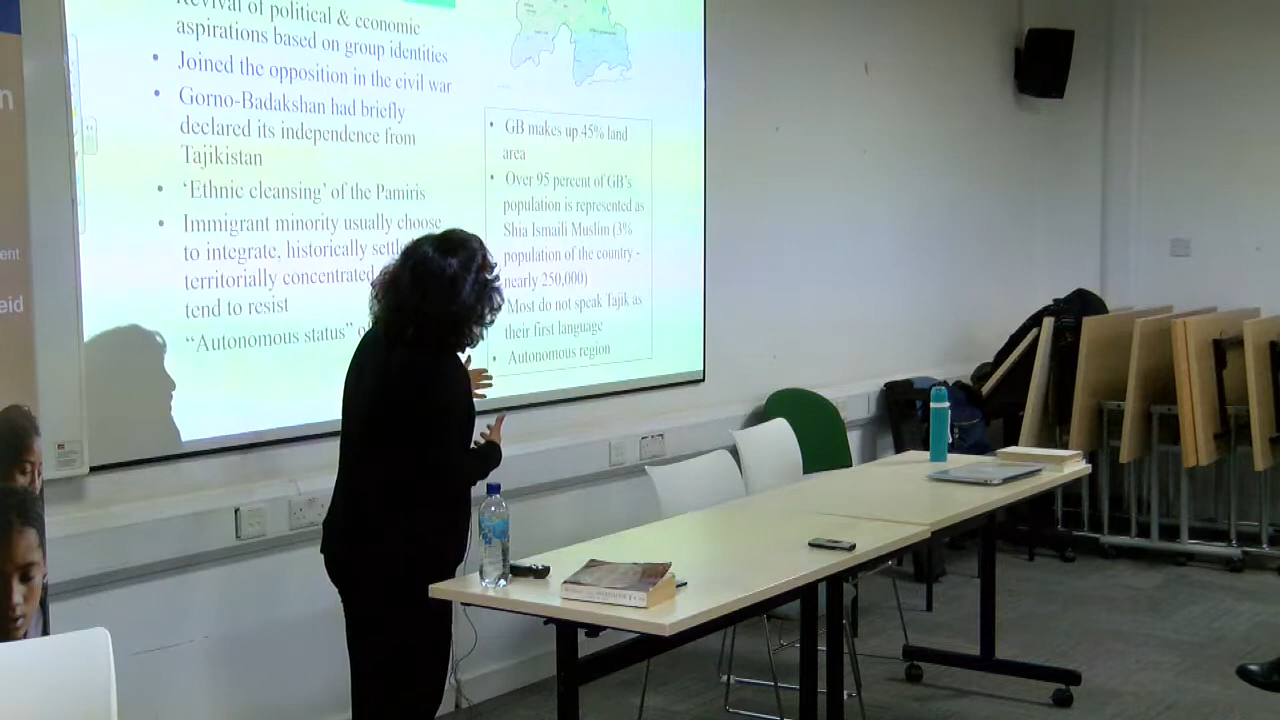 Revival of political & economic
aspirations based on group identities
• Joined the opposition in the civil war
• Gorno-Badakshan had briefly
declared its independence from
Tajikistan
• ‘Ethnic cleansing’ of the Pamiris
• Immigrant minority usually choose
to integrate, historically
territorially concentrated
tend to resist
“Autonomous status”
• GB makes up 45% land
area
• Over 95 percent of GB's
population is represented as
Shia Ismaili Muslim (3%
population of the country -
nearly 250,000)
Most do not speak Tajik as
their first language
• Autonomous region